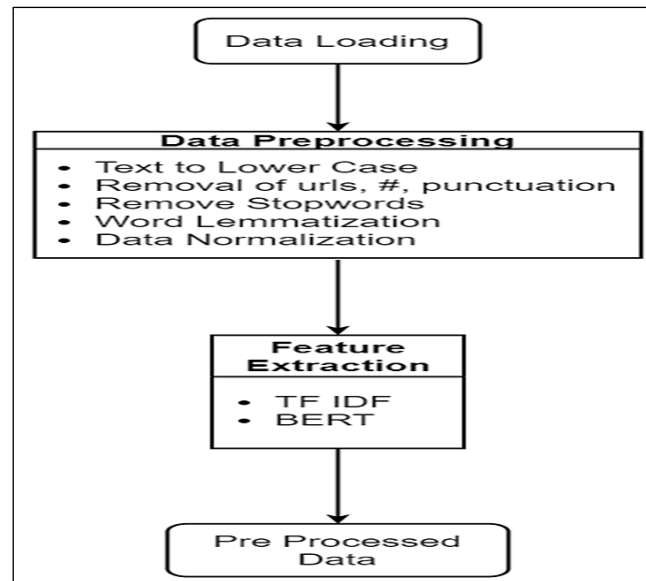 Data Loading
Data Preprocessing
• Text to Lower Case
• Removal of urls, #, punctuation
• Remove Stopwords
• Word Lemmatization
• Data Normalization
Feature
Extraction
• TF IDF
• BERT
Pre Processed
Data